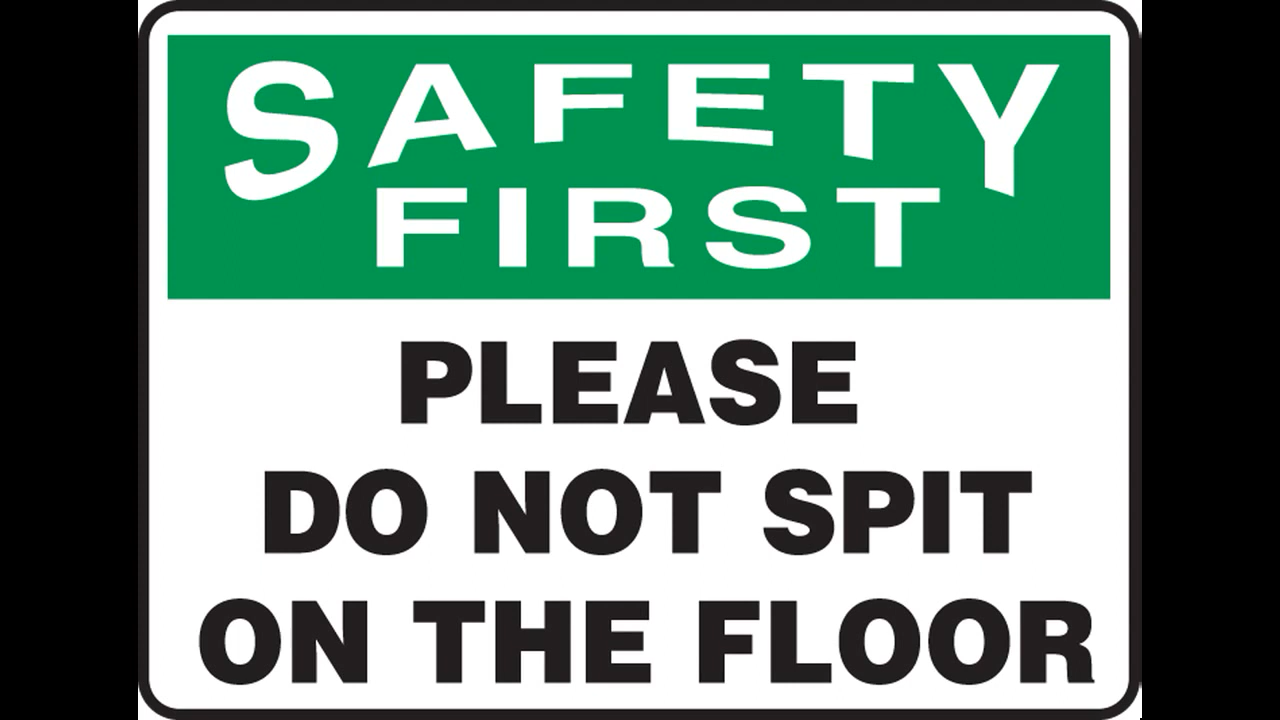 SAFETY
FIRST
PLEASE
DO NOT SPIT
ON THE FLOOR